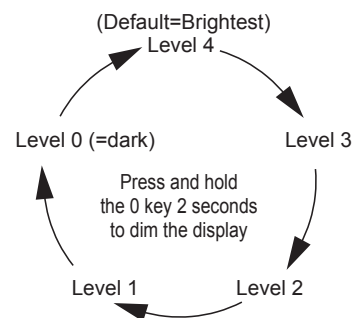 (Default=Brightest)
Level 4
Level 3
Level 0 (=dark)
Press and hold
the 0 key 2 seconds
to dim the display
Level 2
Level 1